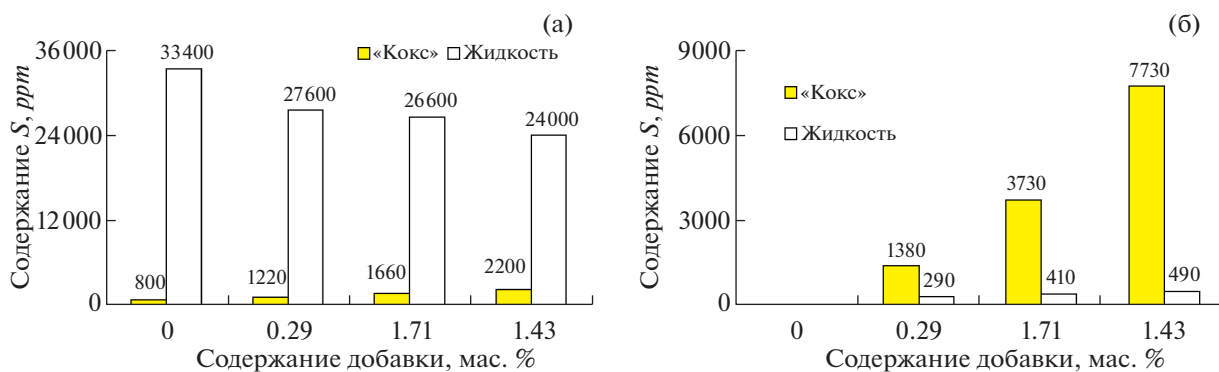 (а)
Содержание S, ppm
36000
24000
12000
0
«Кокс» Жидкость
33400
27600
26600
24000
800
1220
1660
2200
0 0.29 1.71 1.43
Содержание добавки, мас. %
(б)
Содержание S, ppm
9000
6000
3000
0
«Кокс»
Жидкость
1380
290
3730
410
7730
490
0 0.29 1.71 1.43
Содержание добавки, мас. %